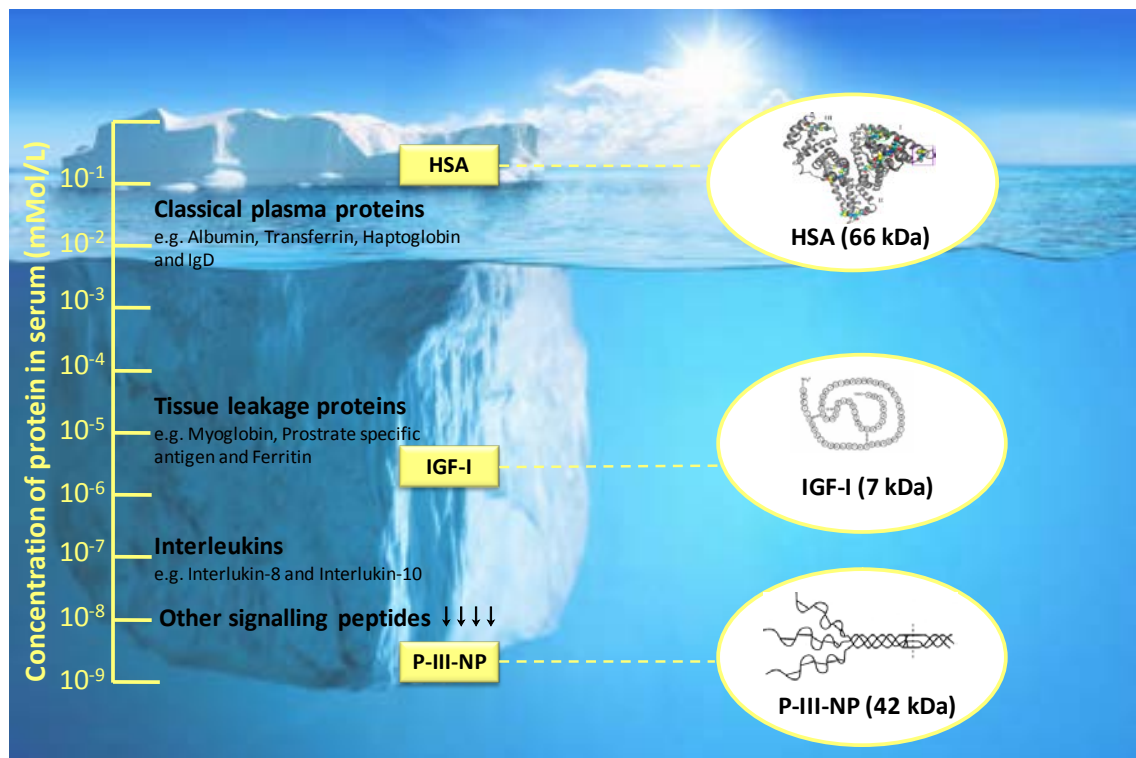 Concentration of protein in serum (mMol/L)
10-1
10-2
10-3
10-4
10-5
10-6
10-7
10-8
10-9
HSA
Classical plasma proteins
e.g. Albumin, Transferrin, Haptoglobin
and IgD
Tissue leakage proteins
e.g. Myoglobin, Prostrate specific
antigen and Ferritin
IGF-I
Interleukins
e.g. Interlukin-8 and Interlukin-10
Other signalling peptides ↓↓↓↓
P-III-NP
III
I
II
HSA (66 kDa)
IGF-I (7 kDa)
P-III-NP (42 kDa)